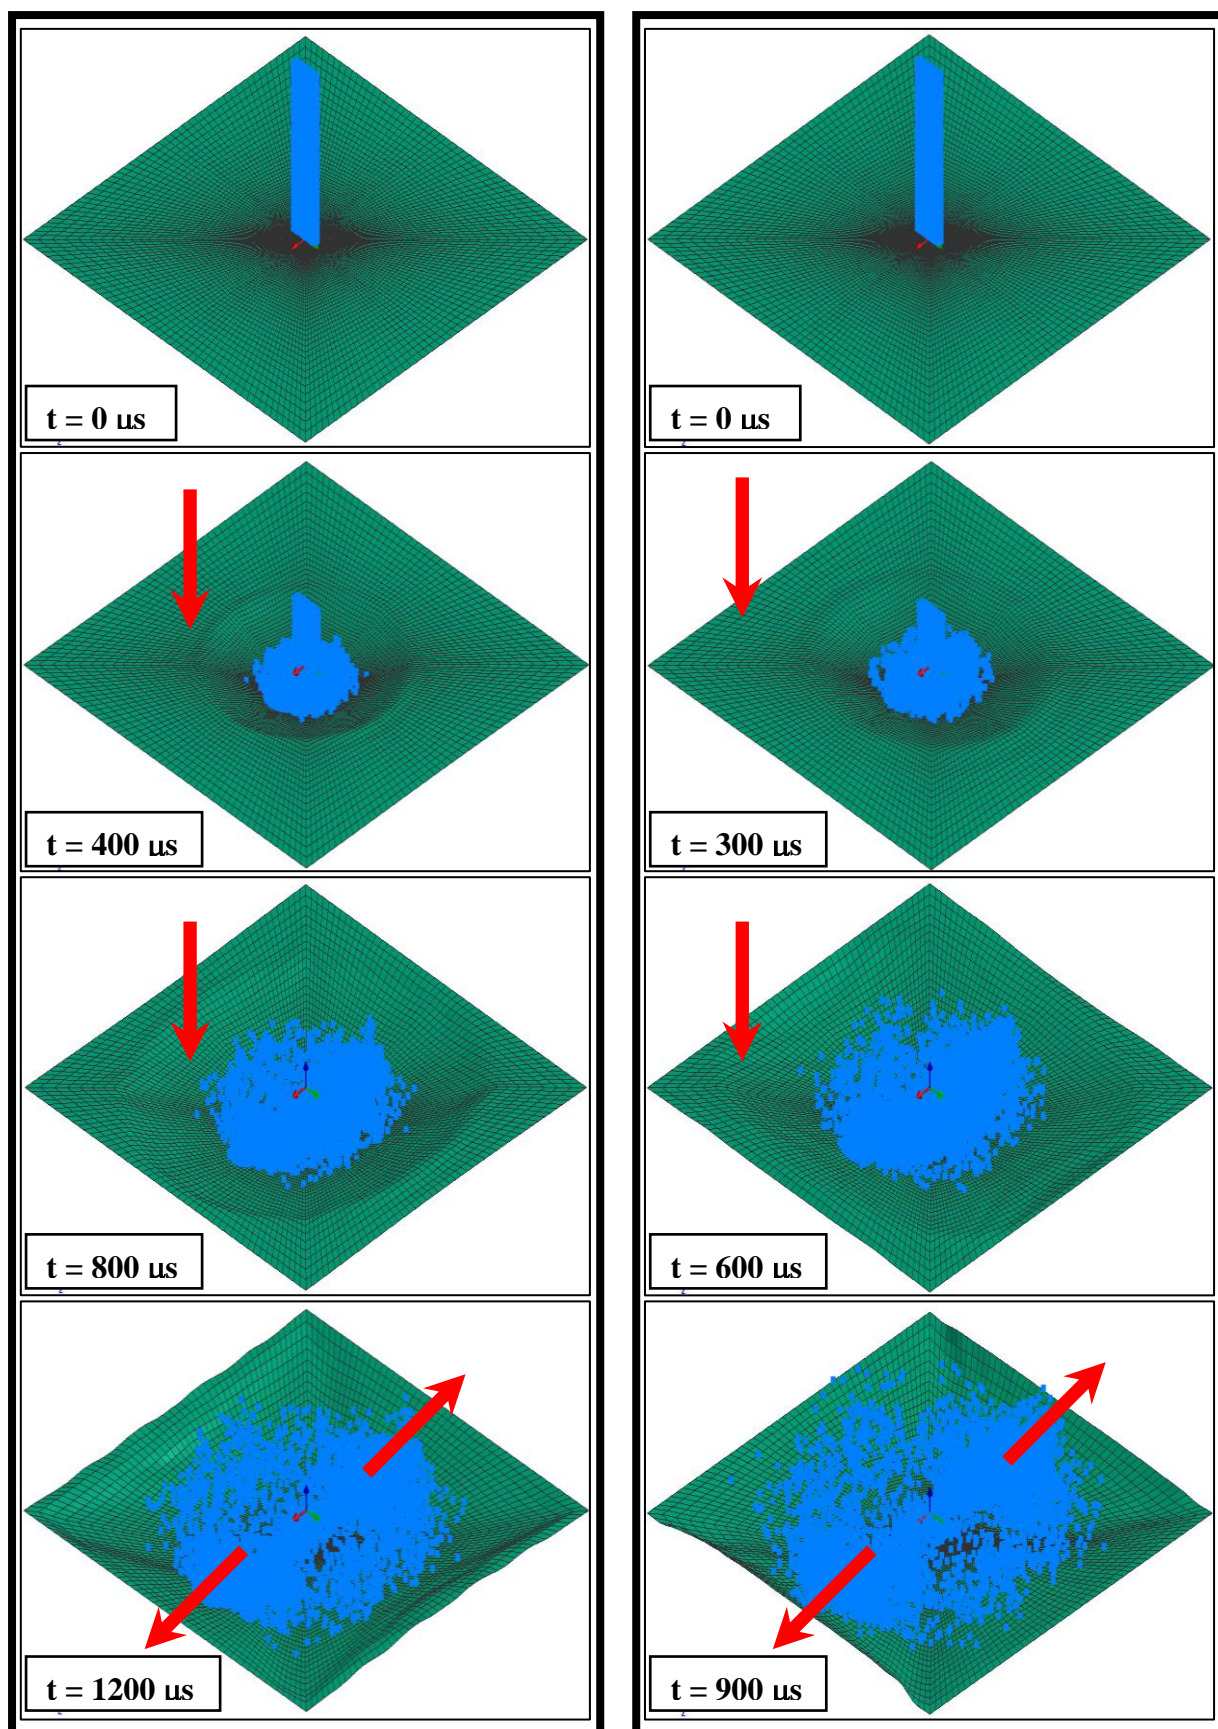 t = 0 µs
t = 0 µs
t = 400 µs
t = 300 µs
t = 800 µs
t = 600 µs
t = 1200 µs
t = 900 µs